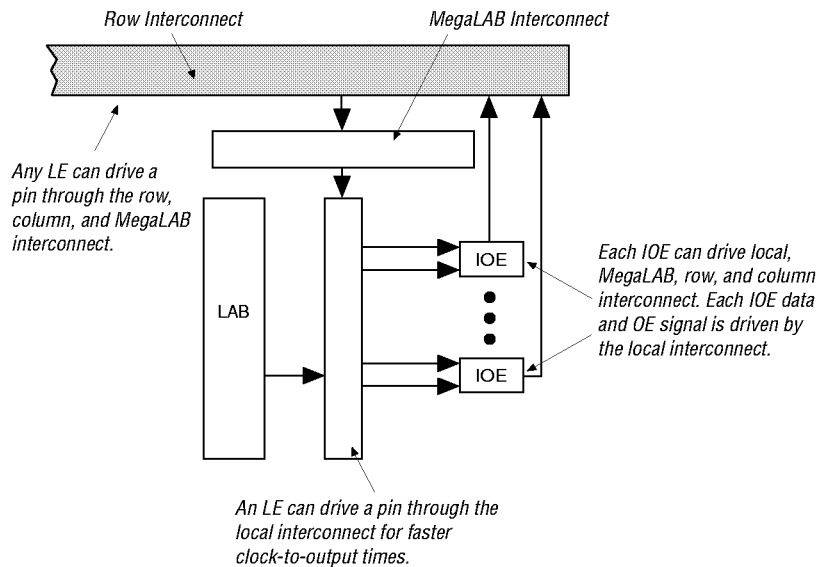 Row Interconnect
MegaLAB Interconnect
Any LE can drive a
pin through the row,
column, and MegaLAB
interconnect.
LAB
IOE
IOE
Each IOE can drive local,
MegaLAB, row, and column
interconnect. Each IOE data
and OE signal is driven by
the local interconnect.
An LE can drive a pin through the
local interconnect for faster
clock-to-output times.